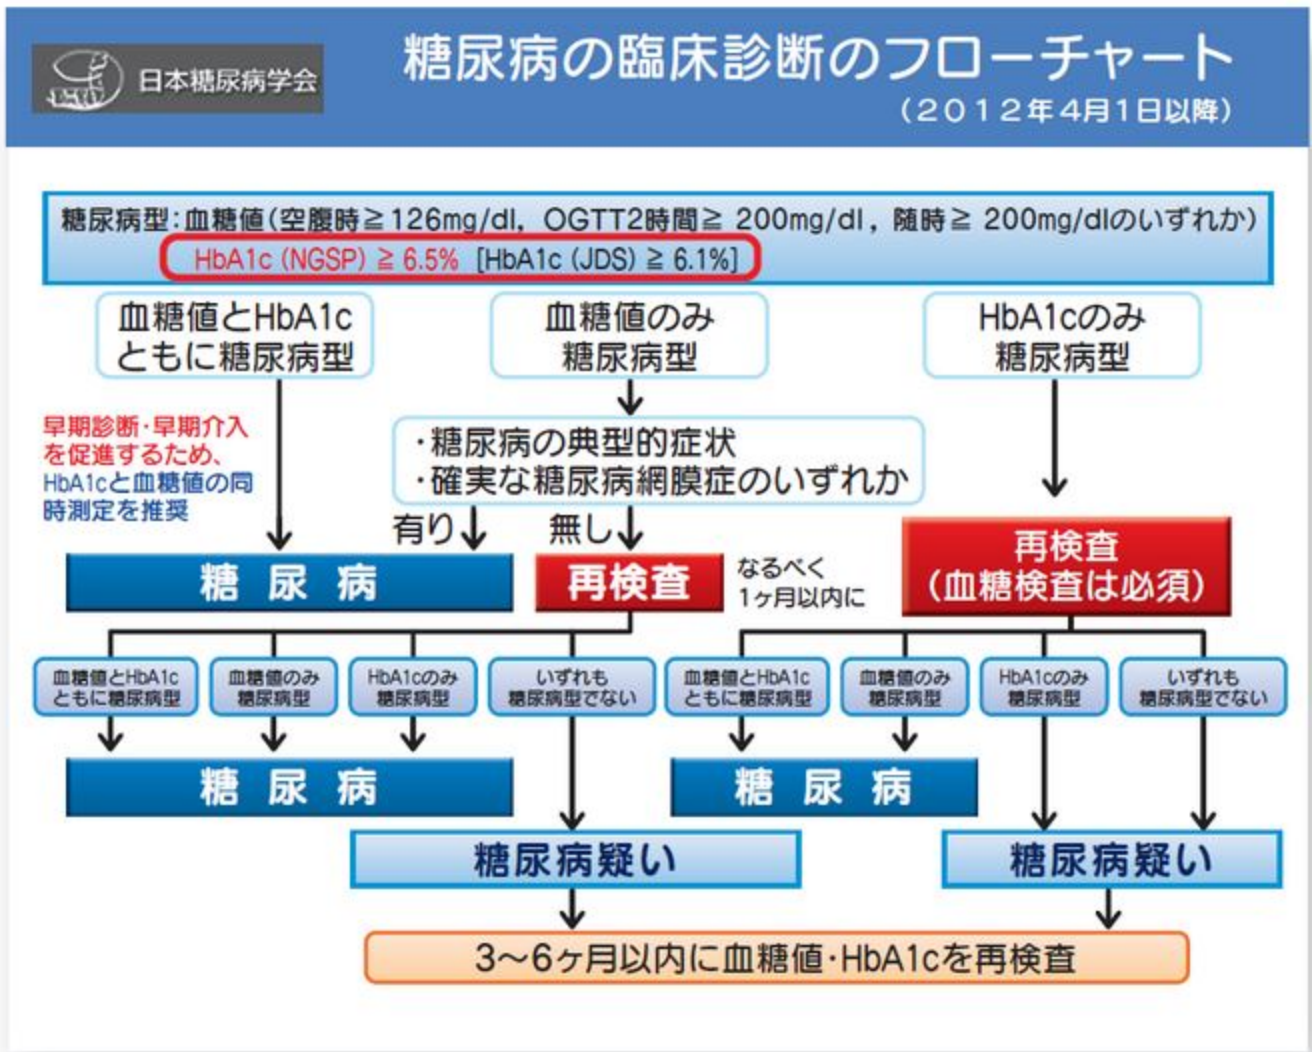 日本糖尿病学会
糖尿病の臨床診断のフローチャート
（２０１２年４月１日以降）
糖尿病型：血糖値（空腹時≧126mg/dl，OGTT2時間≧ 200mg/dl，随時≧ 200mg/dlのいずれか）
HbA1c (NGSP) ≧ 6.5% [HbA1c (JDS) ≧ 6.1%]
血糖値とHbA1c
ともに糖尿病型
血糖値のみ
糖尿病型
HbA1cのみ
糖尿病型
早期診断・早期介入
を促進するため、
HbA1cと血糖値の同
時測定を推奨
・糖尿病の典型的症状
・確実な糖尿病網膜症のいずれか
有り
無し
糖 尿 病
再検査
なるべく
1ヶ月以内に
再検査
（血糖検査は必須）
血糖値とHbA1c
ともに糖尿病型
血糖値のみ
糖尿病型
HbA1cのみ
糖尿病型
いずれも
糖尿病型でない
血糖値とHbA1c
ともに糖尿病型
血糖値のみ
糖尿病型
HbA1cのみ
糖尿病型
いずれも
糖尿病型でない
糖 尿 病
糖 尿 病
糖尿病疑い
糖尿病疑い
3～6ヶ月以内に血糖値・HbA1cを再検査